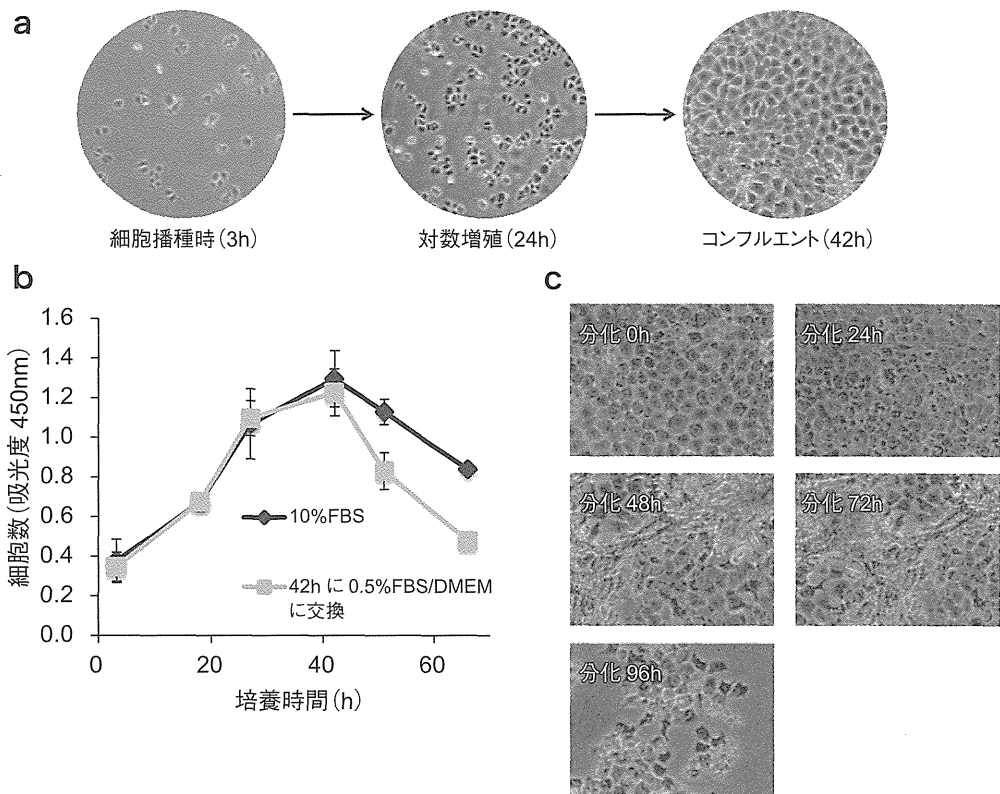 a
細胞播種時(3h)
対数増殖(24h)
コンフルエント(42h)
b
細胞数(吸光度 450nm)
1.6
1.4
1.2
1.0
0.8
0.6
0.4
0.2
0.0
10%FBS
42h に 0.5%FBS/DMEM
に交換
0
20
40
60
培養時間(h)
c
分化 0h
分化 24h
分化 48h
分化 72h
分化 96h